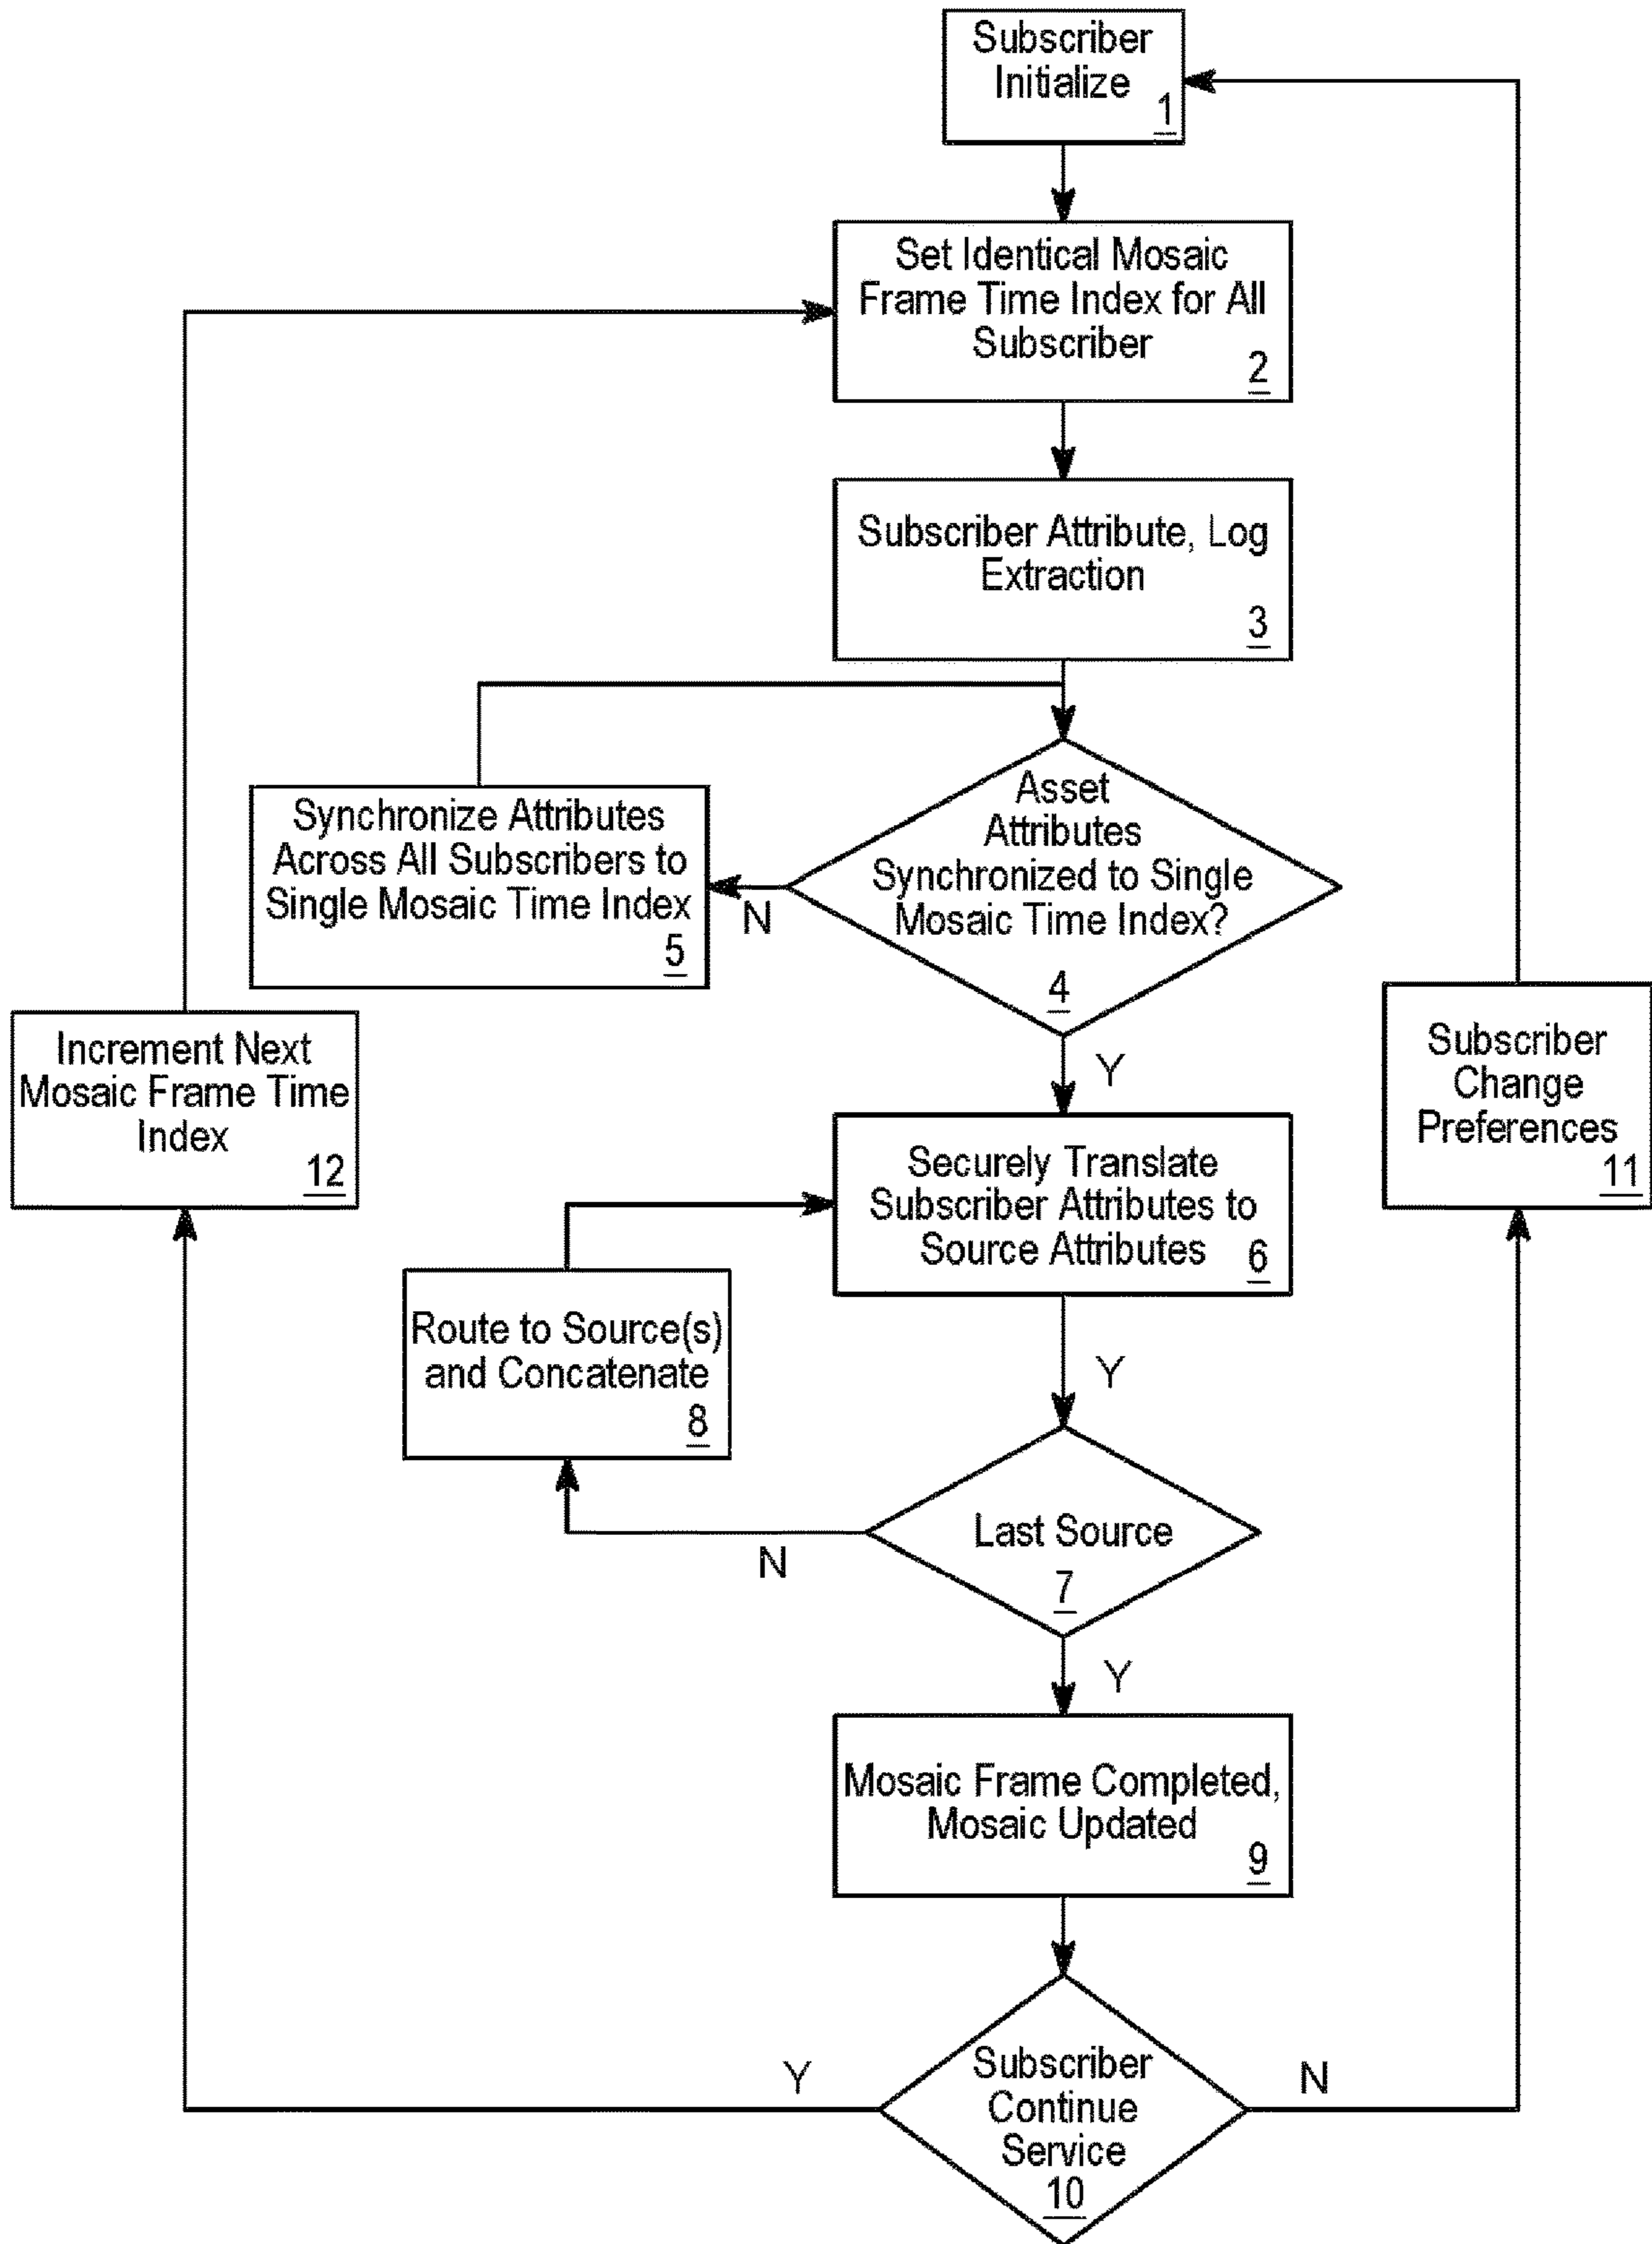 Subscriber
Initialize
1
Set Identical Mosaic
Frame Time Index for All
Subscriber
2
Subscriber Attribute, Log
Extraction
3
Asset
Attributes
Synchronized to Single
Mosaic Time Index?
4
N
Y
Synchronize Attributes
Across All Subscribers to
Single Mosaic Time Index
5
Increment Next
Mosaic Frame Time
Index
12
Subscriber
Change
Preferences
11
Securely Translate
Subscriber Attributes to
Source Attributes
6
Y
Route to Source(s)
and Concatenate
8
Last Source
7
N
Y
Mosaic Frame Completed,
Mosaic Updated
9
Y
Subscriber
Continue
Service
10
N